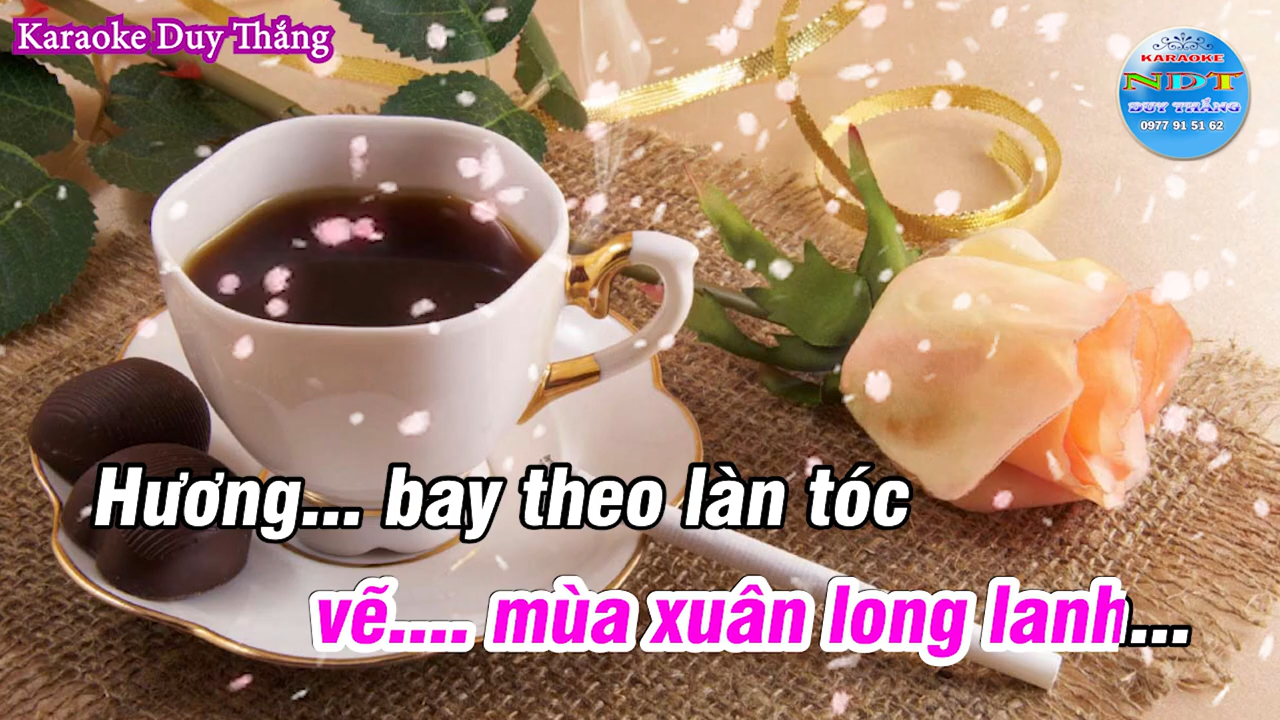 Karaoke Duy Thắng
KARAOKE
NDT
DUY THẮNG
0977 91 51 62
Hương... bay theo làn tóc
vẽ.... mùa xuân long lanh...